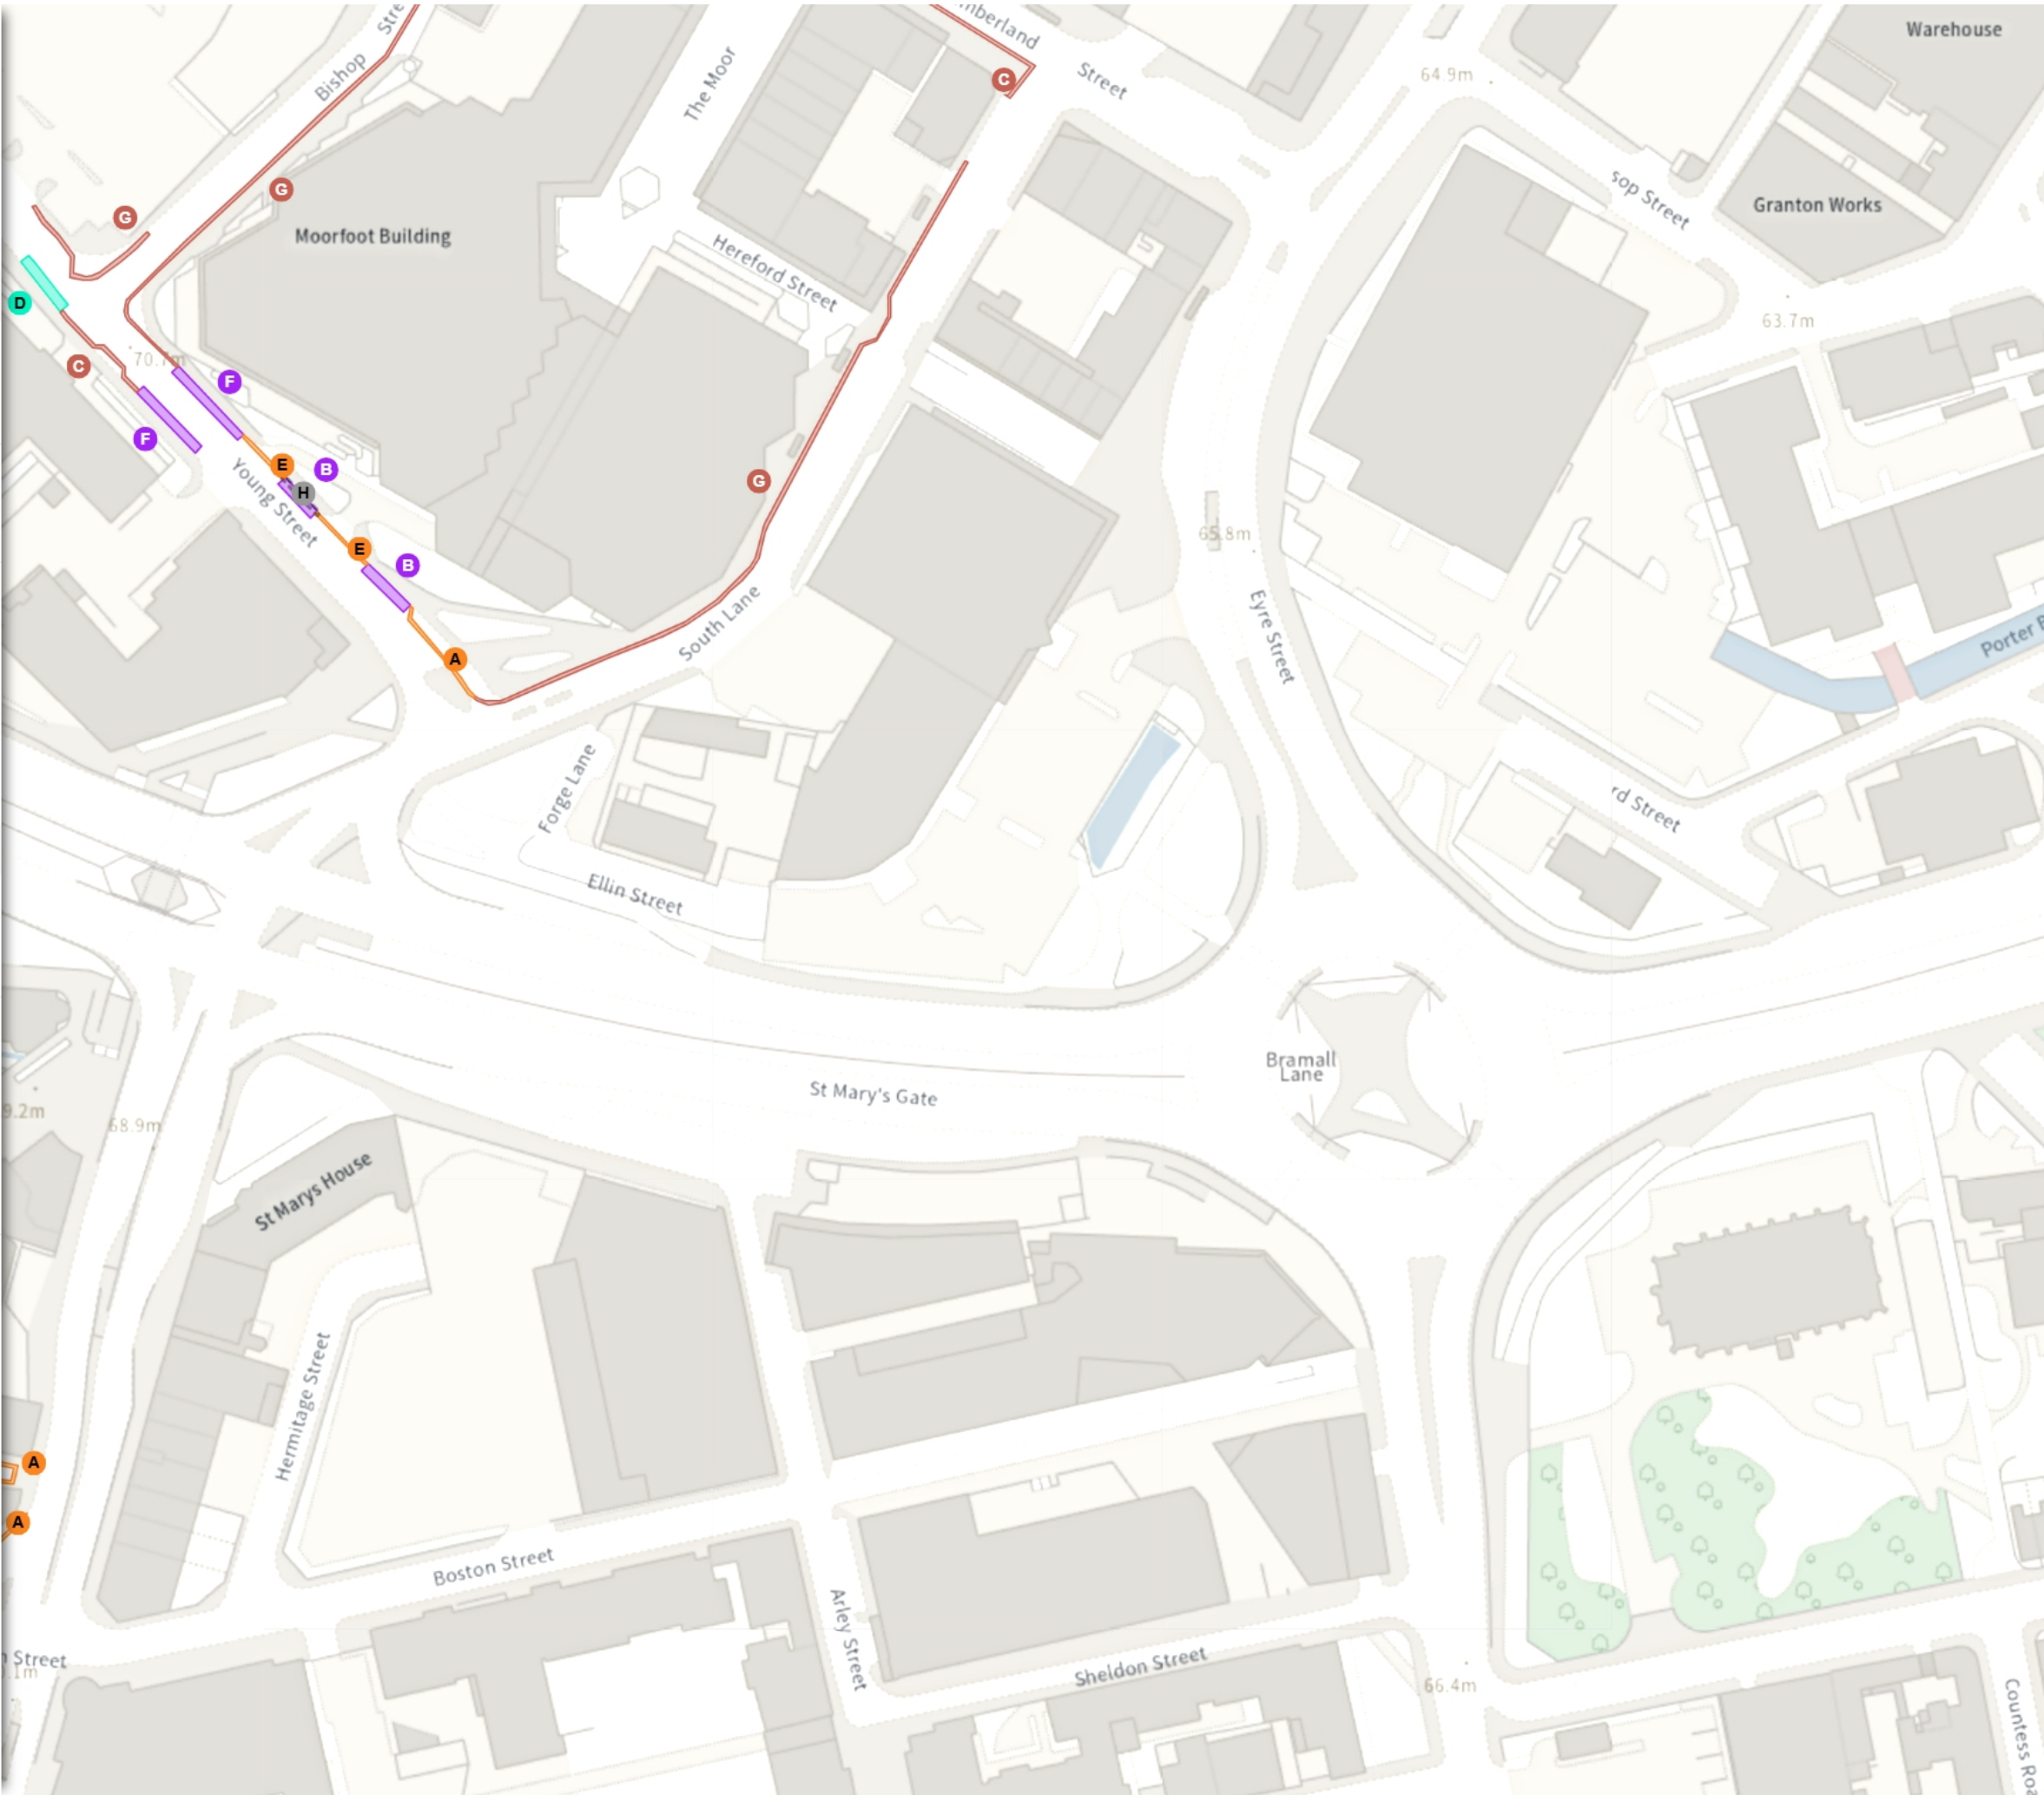 Stre
Bishop
The Moor
mberland
Street
C
64.9m
Warehouse
sop Street
Granton Works
G
G
Moorfoot Building
Hereford Street
D
C
70.7m
F
F
63.7m
E
B
H
Young Street
G
E
B
65.8m
Eyre Street
South Lane
A
Porter B
Forge Lane
rd Street
Ellin Street
Bramall
Lane
St Mary's Gate
9.2m
68.9m
St Marys House
Hermitage Street
A
A
Boston Street
Arley Street
n Street
.1m
Sheldon Street
66.4m
Countess Roa